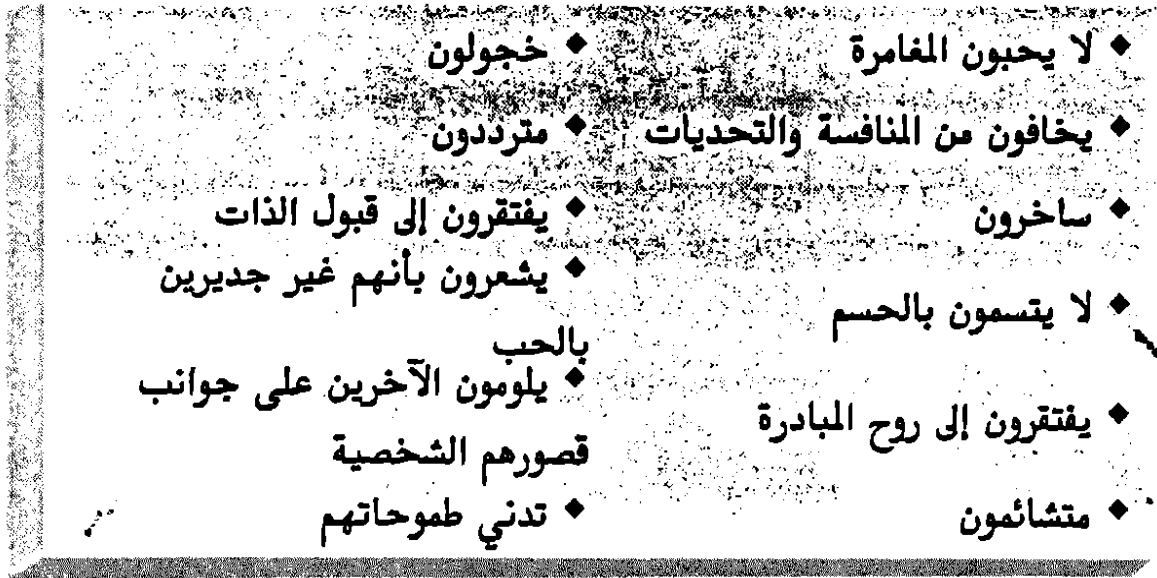 ◆ لا يحبون المغامرة
◆ يخافون من المنافسة والتحديات
◆ ساخرون
◆ لا يتسمون بالحسم
◆ يفتقرون إلى روح المبادرة
◆ متشائمون
◆ خجولون
◆ مترددون
◆ يفتقرون إلى قبول الذات
◆ يشعرون بأنهم غير جديرين
بالحب
◆ يلومون الآخرين على جوانب
قصورهم الشخصية
◆ تدني طموحاتهم